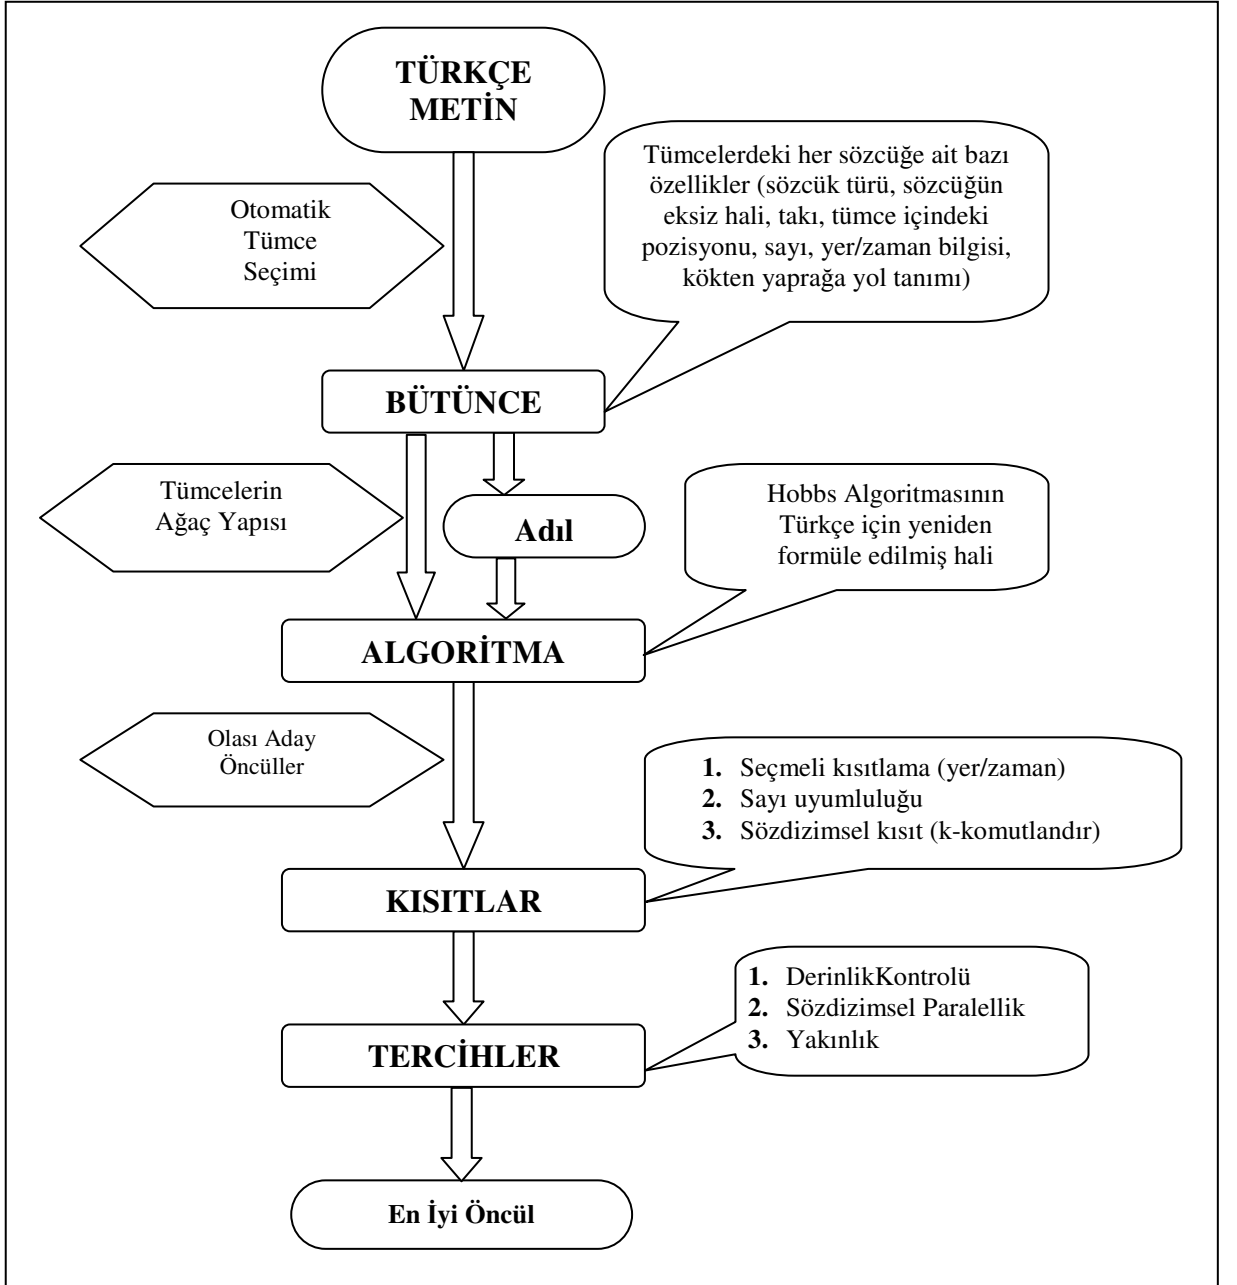 TÜRKÇE
METİN
Otomatik
Tümce
Seçimi
Tümcelerdeki her sözcüğe ait bazı
özellikler (sözcük türü, sözcüğün
eksiz hali, takı, tümce içindeki
pozisyonu, sayı, yer/zaman bilgisi,
kökten yaprağa yol tanımı)
BÜTÜNCE
Tümcelerin
Ağaç Yapısı
Adıl
Hobbs Algoritmasının
Türkçe için yeniden
formüle edilmiş hali
ALGORİTMA
Olası Aday
Öncüller
1. Seçmeli kısıtlama (yer/zaman)
2. Sayı uyumluluğu
3. Sözdizimsel kısıt (k-komutlandır)
KISITLAR
1. DerinlikKontrolü
2. Sözdizimsel Paralellik
3. Yakınlık
TERCİHLER
En İyi Öncül